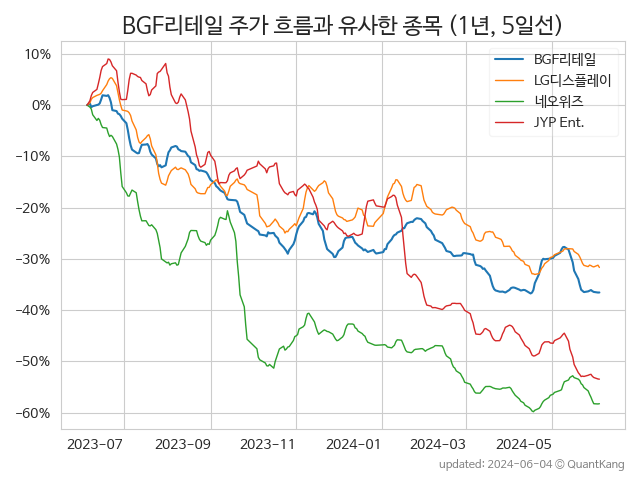 BGF리테일 주가 흐름과 유사한 종목 (1년, 5일선)
BGF리테일
LG디스플레이
네오위즈
JYP Ent.
10%
0%
−10%
−20%
−30%
−40%
−50%
−60%
2023-07 2023-09 2023-11 2024-01 2024-03 2024-05
updated: 2024-06-04 © QuantKang